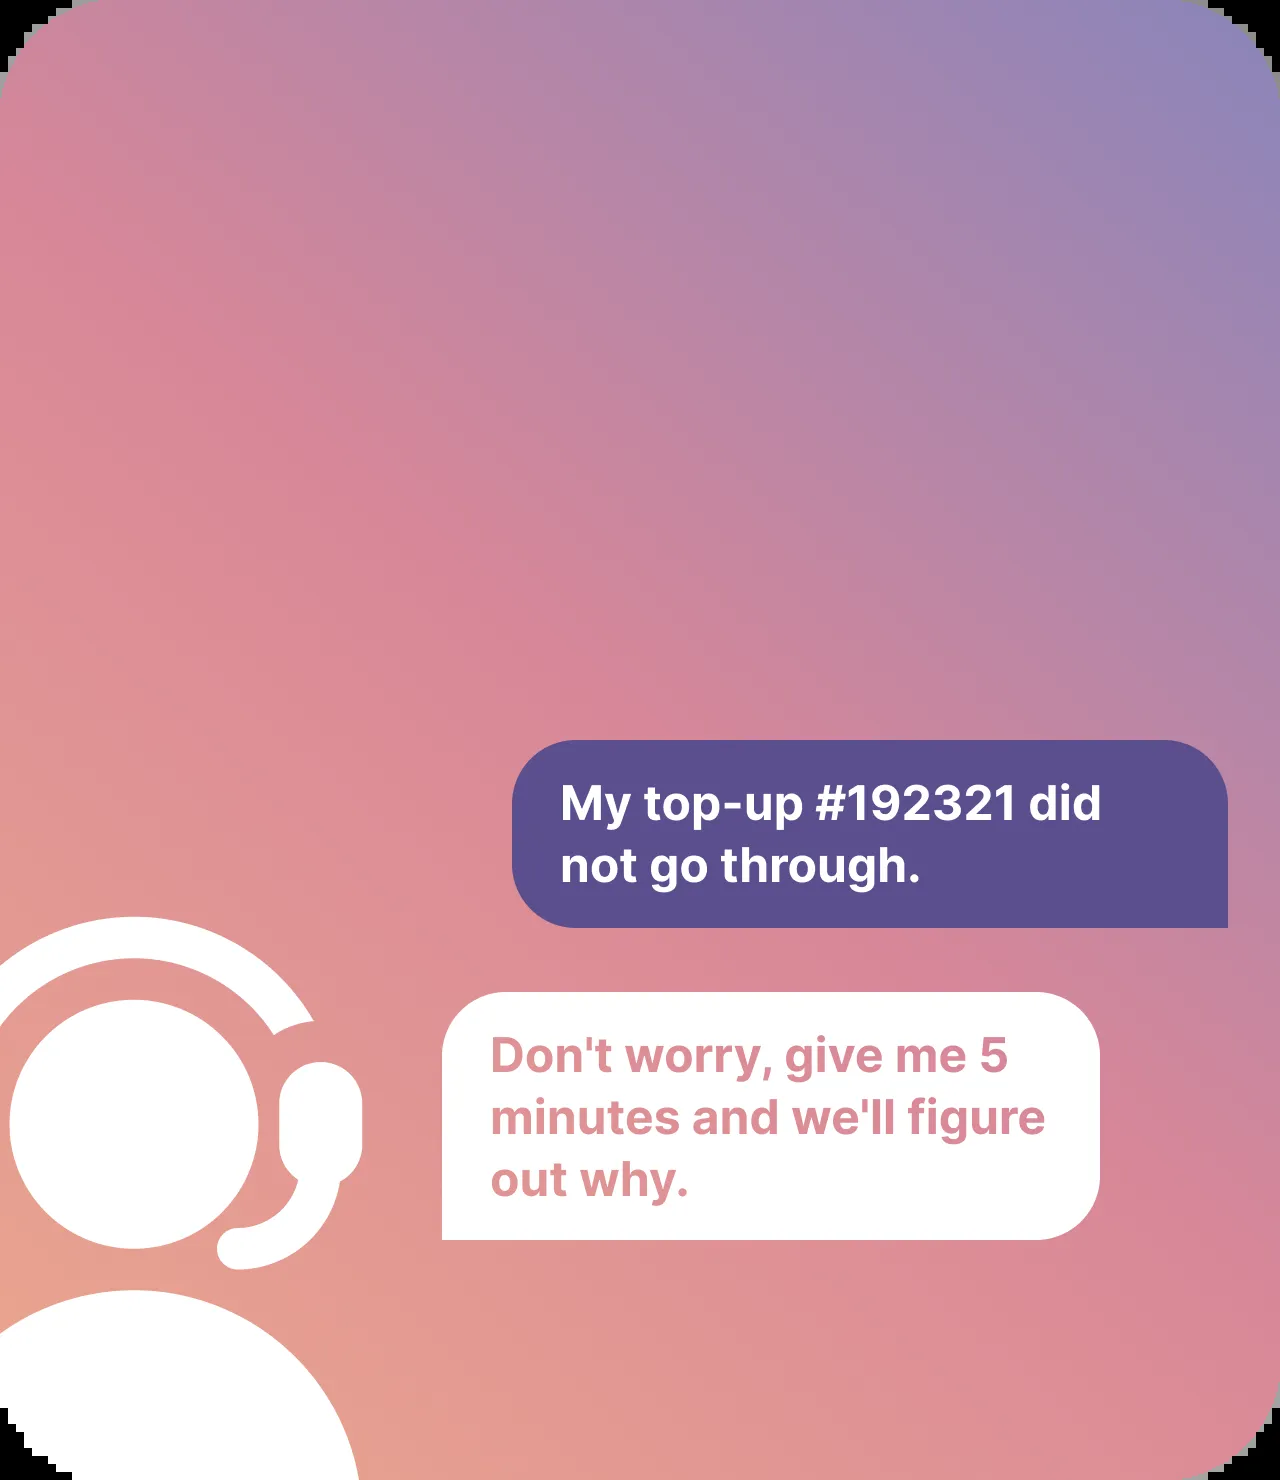 My top-up #192321 did
not go through.
Don't worry, give me 5
minutes and we'll figure
out why.